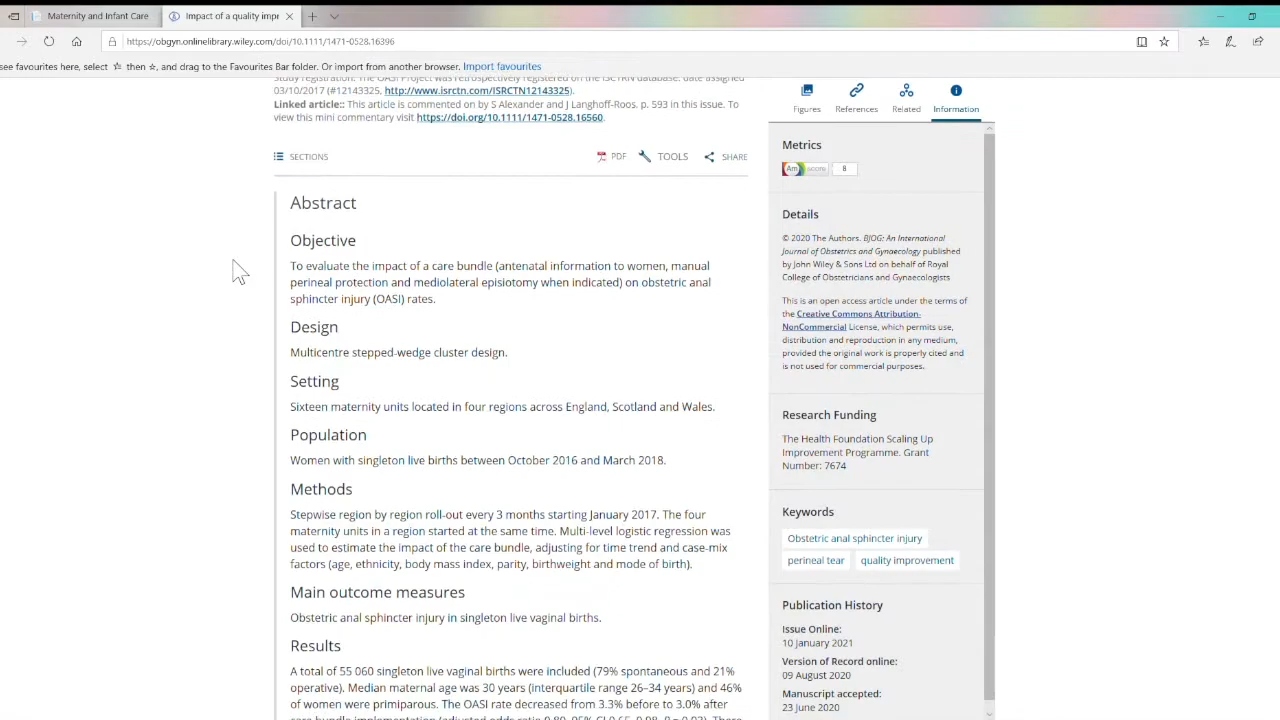 Maternity and Infant Care
Impact of a quality impr
https://obgyn.onlinelibrary.wiley.com/doi/10.1111/1471-0528.16396
see favourites here, select then , and drag to the Favourites Bar folder. Or import from another browser. Import favourites
Study registration: The OASI Project was retrospectively registered on the ISRCTN database: date assigned
03/10/2017 (#12143325, http://www.isrctn.com/ISRCTN12143325).
Linked article:: This article is commented on by S Alexander and J Langhoff-Roos, p. 593 in this issue. To
view this mini commentary visit https://doi.org/10.1111/1471-0528.16560.
SECTIONS
PDF
TOOLS
SHARE
Abstract
Objective
To evaluate the impact of a care bundle (antenatal information to women, manual
perineal protection and mediolateral episiotomy when indicated) on obstetric anal
sphincter injury (OASI) rates.
Design
Multicentre stepped-wedge cluster design.
Setting
Sixteen maternity units located in four regions across England, Scotland and Wales.
Population
Women with singleton live births between October 2016 and March 2018.
Methods
Stepwise region by region roll-out every 3 months starting January 2017. The four
maternity units in a region started at the same time. Multi-level logistic regression was
used to estimate the impact of the care bundle, adjusting for time trend and case-mix
factors (age, ethnicity, body mass index, parity, birthweight and mode of birth).
Main outcome measures
Obstetric anal sphincter injury in singleton live vaginal births.
Results
A total of 55 060 singleton live vaginal births were included (79% spontaneous and 21%
operative). Median maternal age was 30 years (interquartile range 26–34 years) and 46%
of women were primiparous. The OASI rate decreased from 3.3% before to 3.0% after
care bundle implementation (adjusted odds ratio 0.80, 95% CI 0.65–0.98, P = 0.03). There
Figures
References
Related
Information
Metrics
Am score 8
Details
© 2020 The Authors. BJOG: An International
Journal of Obstetrics and Gynaecology published
by John Wiley & Sons Ltd on behalf of Royal
College of Obstetricians and Gynaecologists
This is an open access article under the terms of
the Creative Commons Attribution-
NonCommercial License, which permits use,
distribution and reproduction in any medium,
provided the original work is properly cited and
is not used for commercial purposes.
Research Funding
The Health Foundation Scaling Up
Improvement Programme. Grant
Number: 7674
Keywords
Obstetric anal sphincter injury
perineal tear
quality improvement
Publication History
Issue Online:
10 January 2021
Version of Record online:
09 August 2020
Manuscript accepted:
23 June 2020